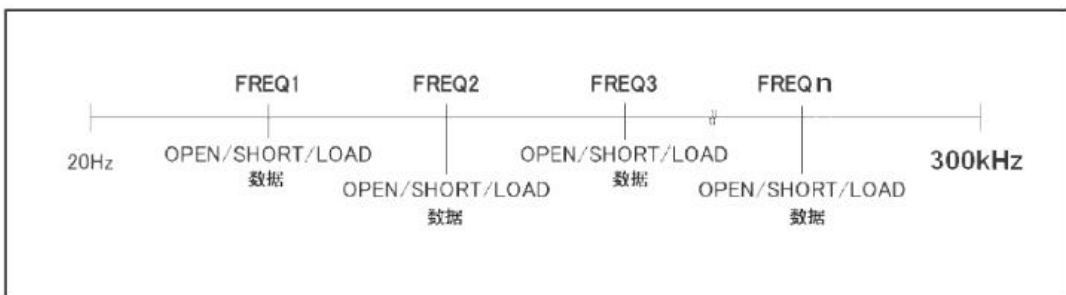 FREQ1 FREQ2 FREQ3 FREQn
20Hz OPEN/SHORT/LOAD OPEN/SHORT/LOAD 300kHz
数据 数据
OPEN/SHORT/LOAD OPEN/SHORT/LOAD
数据 数据